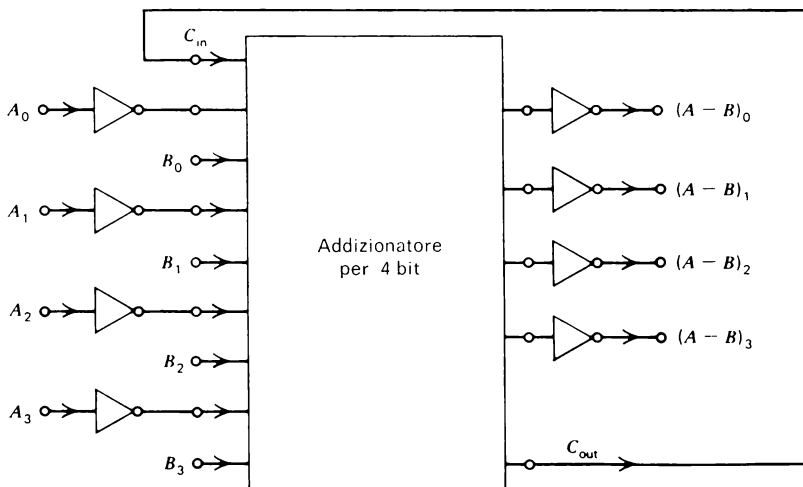 C_in
A_0
(A − B)_0
B_0
A_1
(A − B)_1
Addizionatore
per 4 bit
B_1
(A − B)_2
A_2
(A − B)_3
B_2
A_3
C_out
B_3